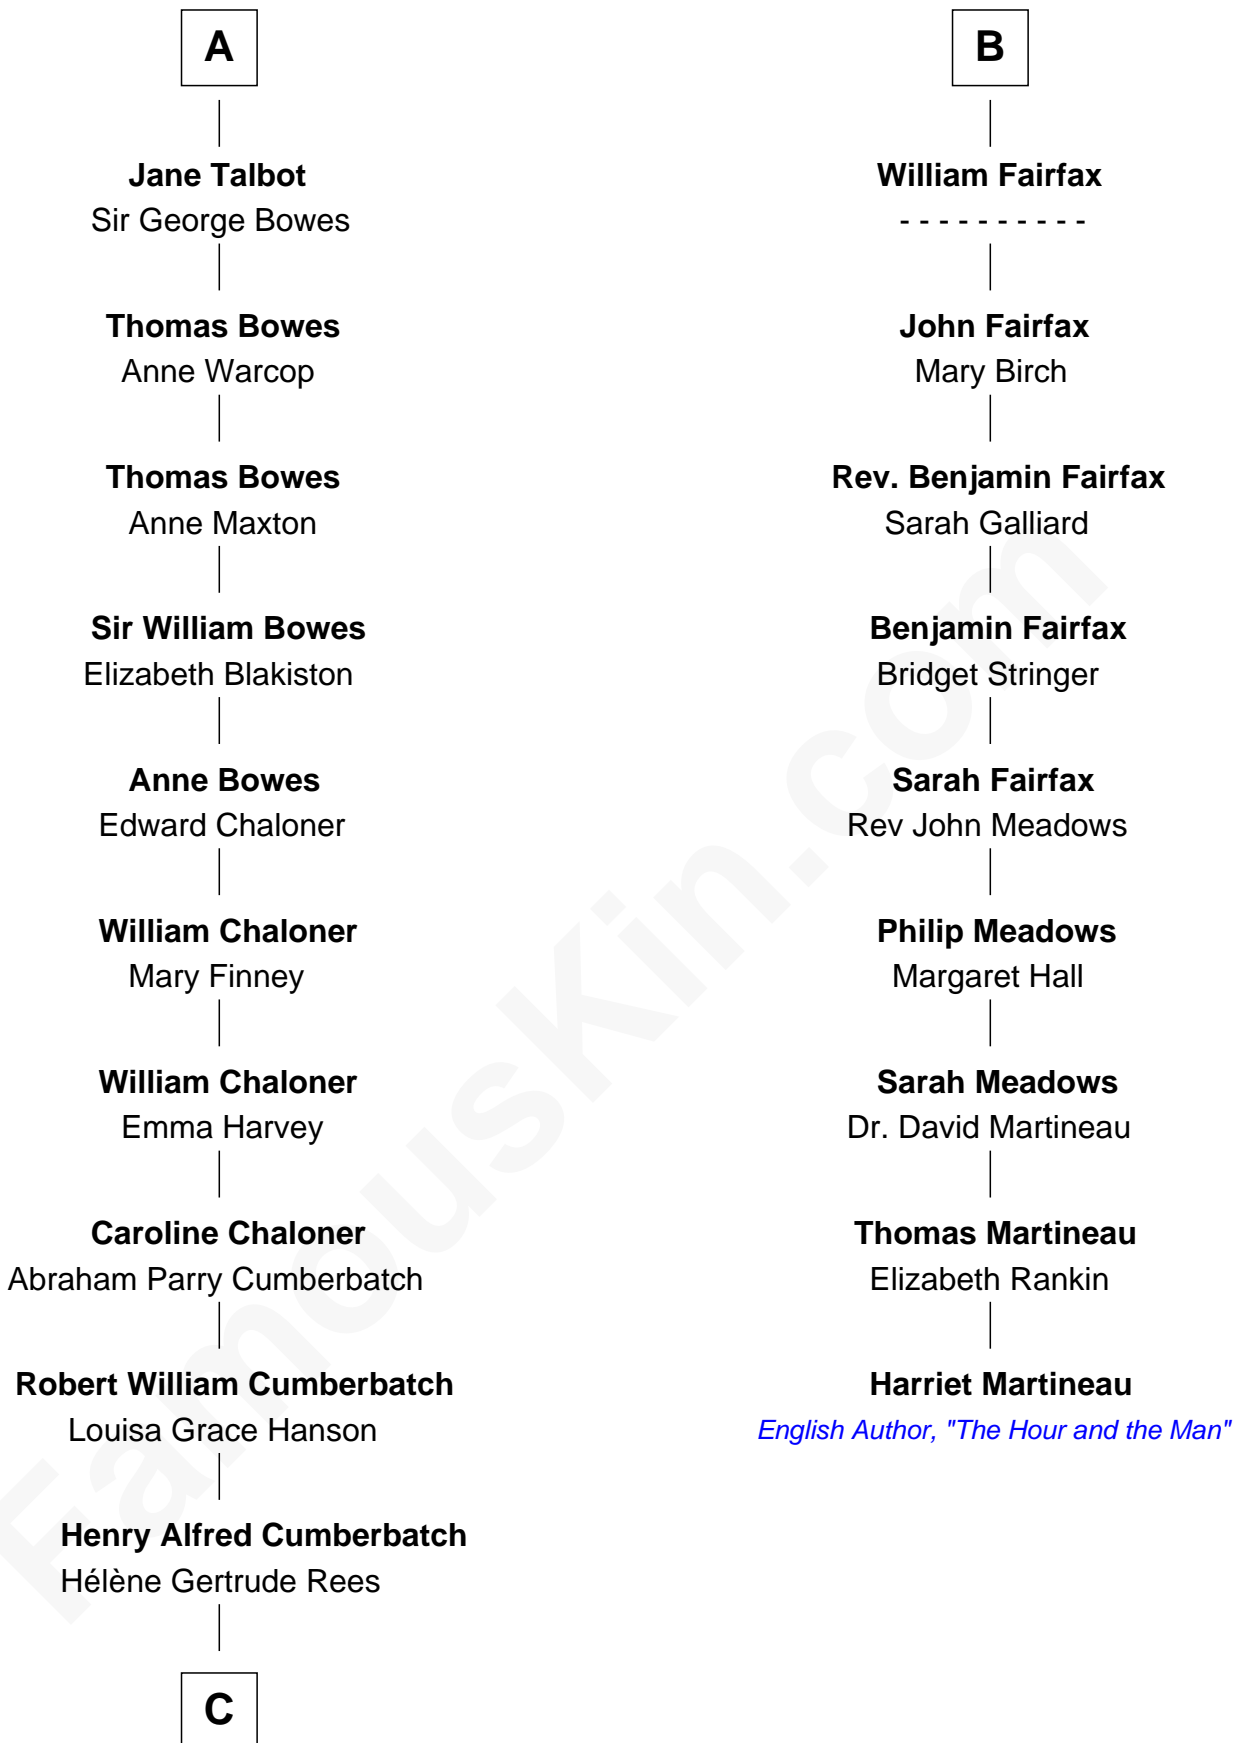 A
Jane Talbot
Sir George Bowes
Thomas Bowes
Anne Warcop
Thomas Bowes
Anne Maxton
Sir William Bowes
Elizabeth Blakiston
Anne Bowes
Edward Chaloner
William Chaloner
Mary Finney
William Chaloner
Emma Harvey
Caroline Chaloner
Abraham Parry Cumberbatch
Robert William Cumberbatch
Louisa Grace Hanson
Henry Alfred Cumberbatch
Hélène Gertrude Rees
C
B
William Fairfax
- - - - - - - - - -
John Fairfax
Mary Birch
Rev. Benjamin Fairfax
Sarah Galliard
Benjamin Fairfax
Bridget Stringer
Sarah Fairfax
Rev John Meadows
Philip Meadows
Margaret Hall
Sarah Meadows
Dr. David Martineau
Thomas Martineau
Elizabeth Rankin
Harriet Martineau
English Author, "The Hour and the Man"
FamousKin.com